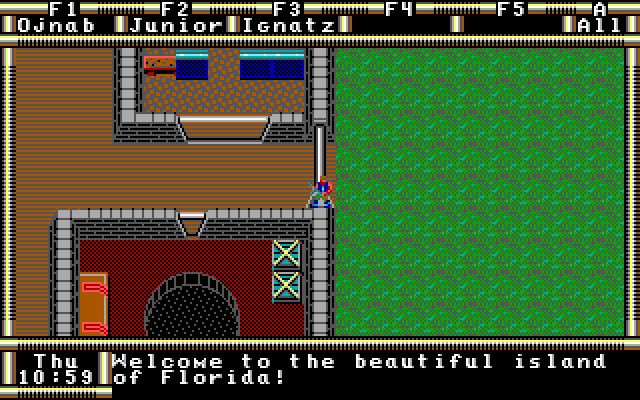 F1 F2 F3 F4 F5 A
Ojnab Junior Ignatz All
Thu Welcome to the beautiful island
10:59 of Florida!